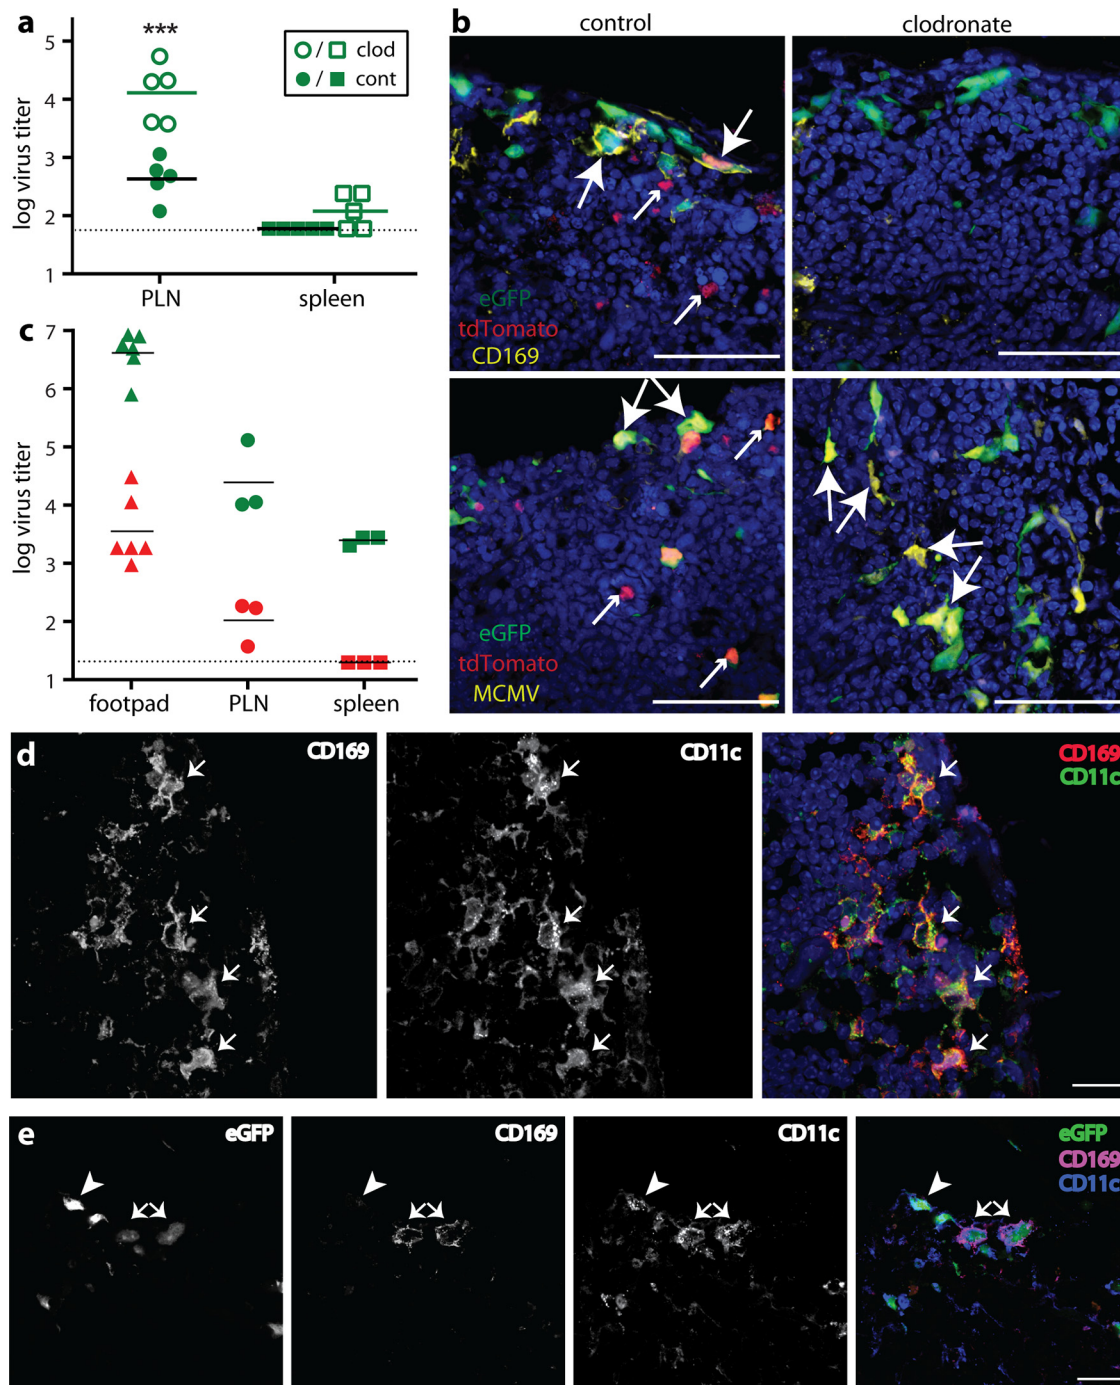 a
***
log virus titer
5
4
3
2
1
○ / □ clod
● / ■ cont
PLN
spleen
b
control
clodronate
eGFP
tdTomato
CD169
eGFP
tdTomato
MCMV
c
log virus titer
7
6
5
4
3
2
1
footpad
PLN
spleen
d
CD169
CD11c
CD169
CD11c
e
eGFP
CD169
CD11c
eGFP
CD169
CD11c